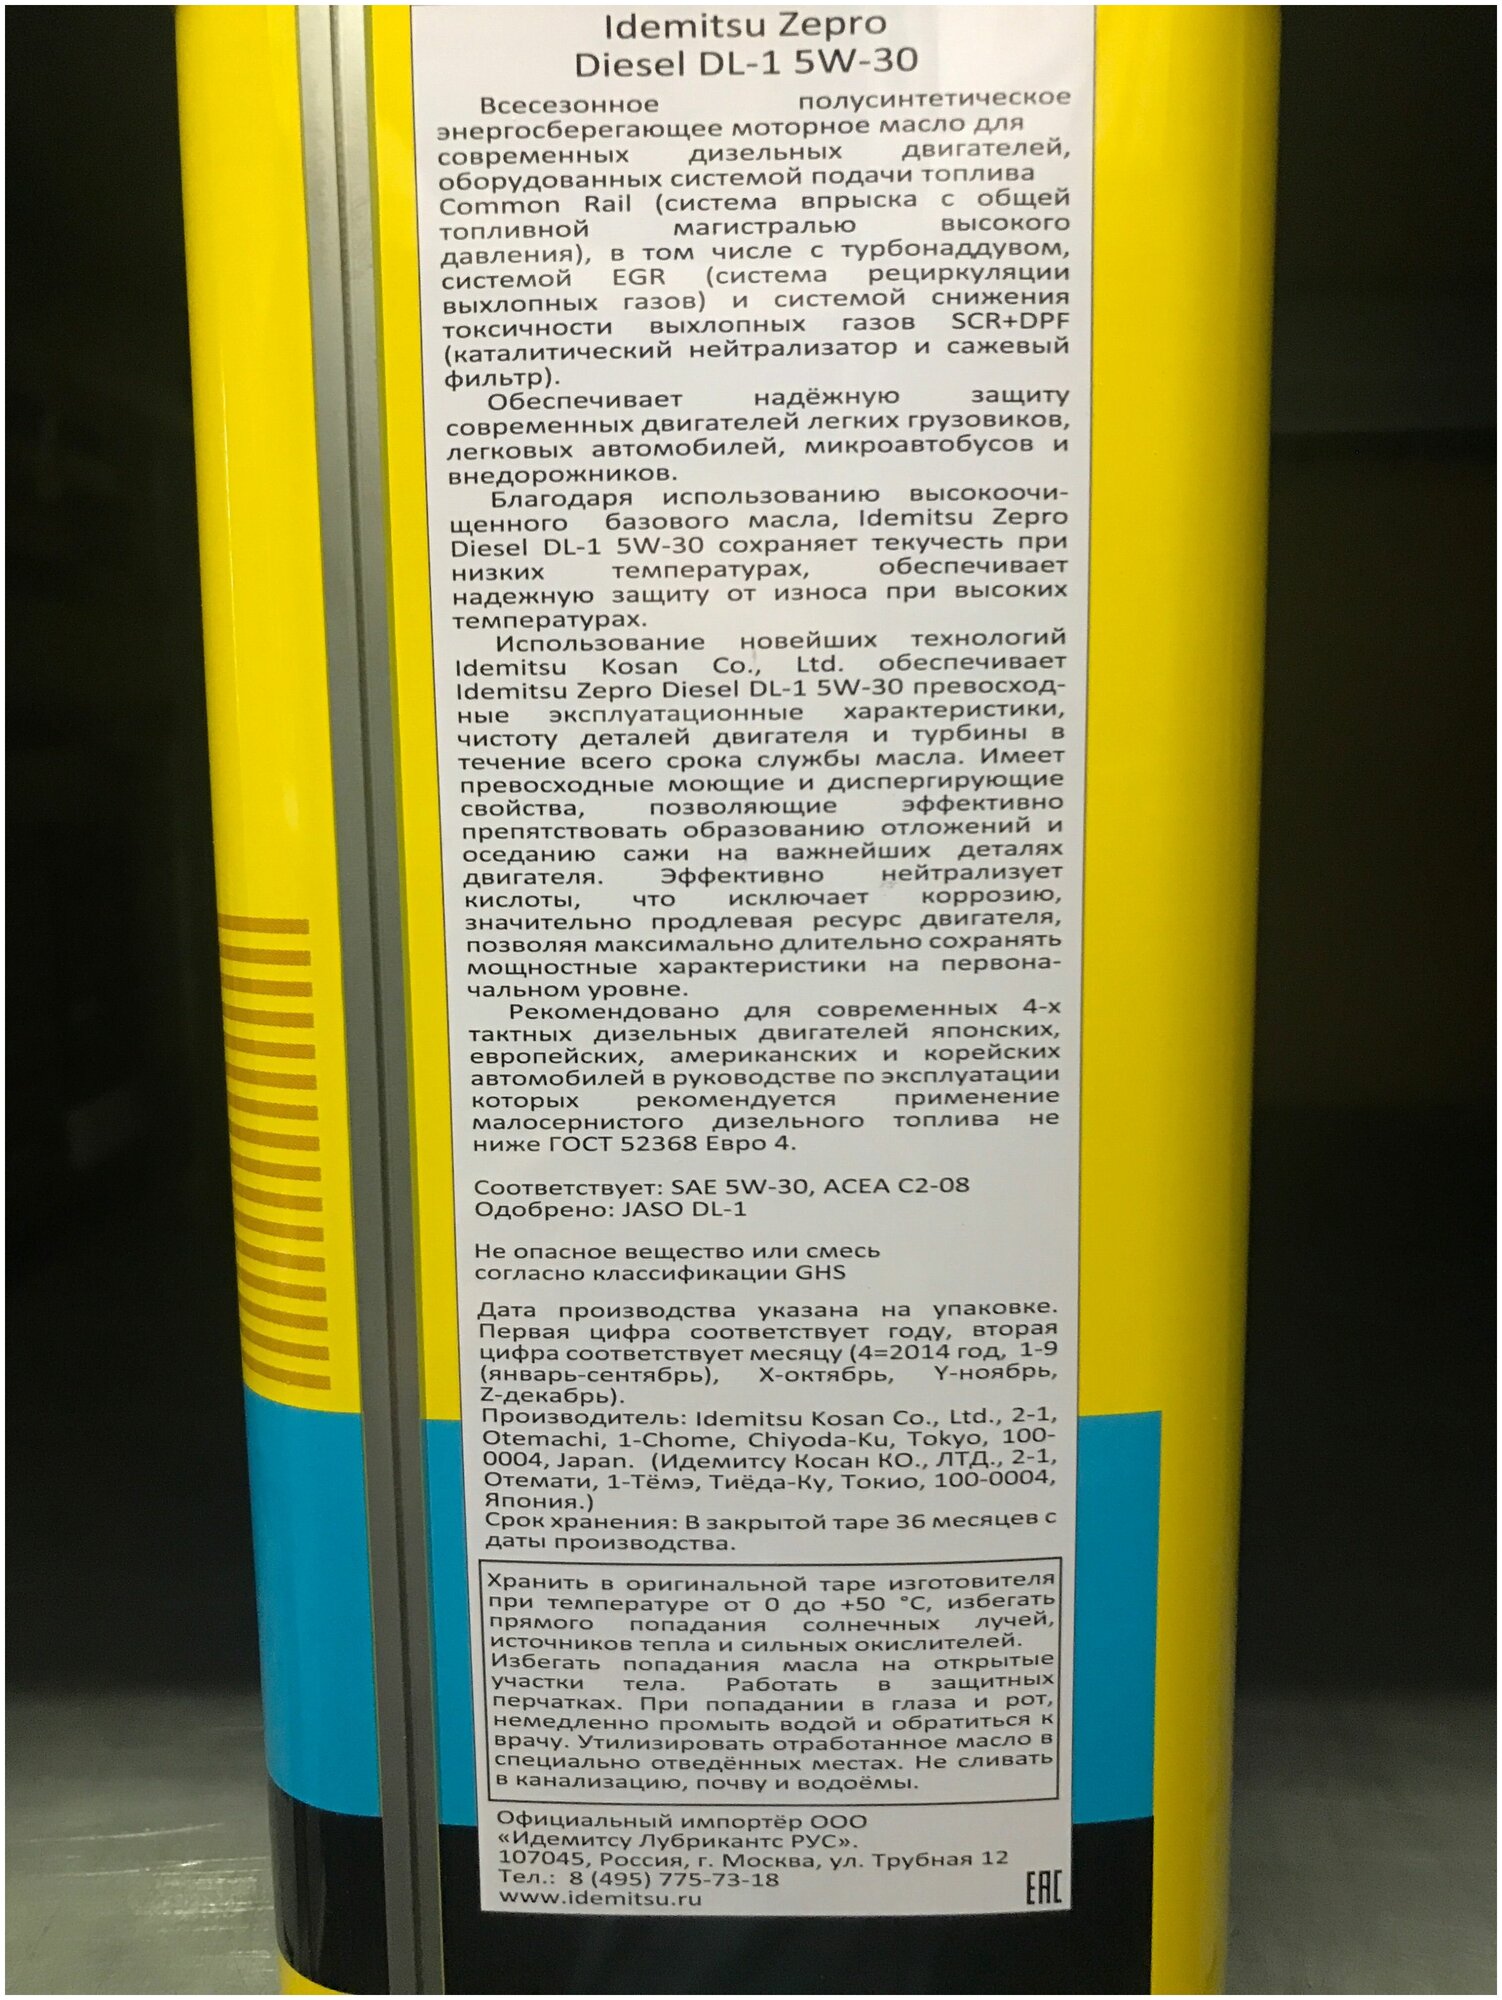 Idemitsu Zepro
Diesel DL-1 5W-30
Всесезонное полусинтетическое
энергосберегающее моторное масло для
современных дизельных двигателей,
оборудованных системой подачи топлива
Common Rail (система впрыска с общей
топливной магистралью высокого
давления), в том числе с турбонаддувом,
системой EGR (система рециркуляции
выхлопных газов) и системой снижения
токсичности выхлопных газов SCR+DPF
(каталитический нейтрализатор и сажевый
фильтр).
Обеспечивает надёжную защиту
современных двигателей легких грузовиков,
легковых автомобилей, микроавтобусов и
внедорожников.
Благодаря использованию высокоочи-
щенного базового масла, Idemitsu Zepro
Diesel DL-1 5W-30 сохраняет текучесть при
низких температурах, обеспечивает
надежную защиту от износа при высоких
температурах.
Использование новейших технологий
Idemitsu Kosan Co., Ltd. обеспечивает
Idemitsu Zepro Diesel DL-1 5W-30 превосход-
ные эксплуатационные характеристики,
чистоту деталей двигателя и турбины в
течение всего срока службы масла. Имеет
превосходные моющие и диспергирующие
свойства, позволяющие эффективно
препятствовать образованию отложений и
оседанию сажи на важнейших деталях
двигателя. Эффективно нейтрализует
кислоты, что исключает коррозию,
значительно продлевая ресурс двигателя,
позволяя максимально длительно сохранять
мощностные характеристики на первона-
чальном уровне.
Рекомендовано для современных 4-х
тактных дизельных двигателей японских,
европейских, американских и корейских
автомобилей в руководстве по эксплуатации
которых рекомендуется применение
малосернистого дизельного топлива не
ниже ГОСТ 52368 Евро 4.
Соответствует: SAE 5W-30, ACEA C2-08
Одобрено: JASO DL-1
Не опасное вещество или смесь
согласно классификации GHS
Дата производства указана на упаковке.
Первая цифра соответствует году, вторая
цифра соответствует месяцу (4=2014 год, 1-9
(январь-сентябрь), X-октябрь, Y-ноябрь,
Z-декабрь).
Производитель: Idemitsu Kosan Co., Ltd., 2-1,
Otemachi, 1-Chome, Chiyoda-Ku, Tokyo, 100-
0004, Japan. (Идемитсу Косан КО., ЛТД., 2-1,
Отемати, 1-Тёмэ, Тиёда-Ку, Токио, 100-0004,
Япония.)
Срок хранения: В закрытой таре 36 месяцев с
даты производства.
Хранить в оригинальной таре изготовителя
при температуре от 0 до +50 °C, избегать
прямого попадания солнечных лучей,
источников тепла и сильных окислителей.
Избегать попадания масла на открытые
участки тела. Работать в защитных
перчатках. При попадании в глаза и рот,
немедленно промыть водой и обратиться к
врачу. Утилизировать отработанное масло в
специально отведённых местах. Не сливать
в канализацию, почву и водоёмы.
Официальный импортёр ООО
«Идемитсу Лубрикантс РУС».
107045, Россия, г. Москва, ул. Трубная 12
Тел.: 8 (495) 775-73-18
www.idemitsu.ru
EAC